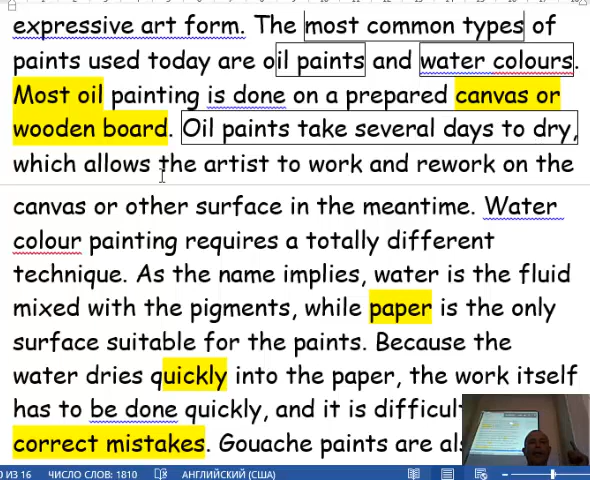 expressive art form. The most common types of
paints used today are oil paints and water colours.
Most oil painting is done on a prepared canvas or
wooden board. Oil paints take several days to dry,
which allows the artist to work and rework on the
canvas or other surface in the meantime. Water
colour painting requires a totally different
technique. As the name implies, water is the fluid
mixed with the pigments, while paper is the only
surface suitable for the paints. Because the
water dries quickly into the paper, the work itself
has to be done quickly, and it is difficult
correct mistakes. Gouache paints are
ИЗ 16 ЧИСЛО СЛОВ: 1810 АНГЛИЙСКИЙ (США)